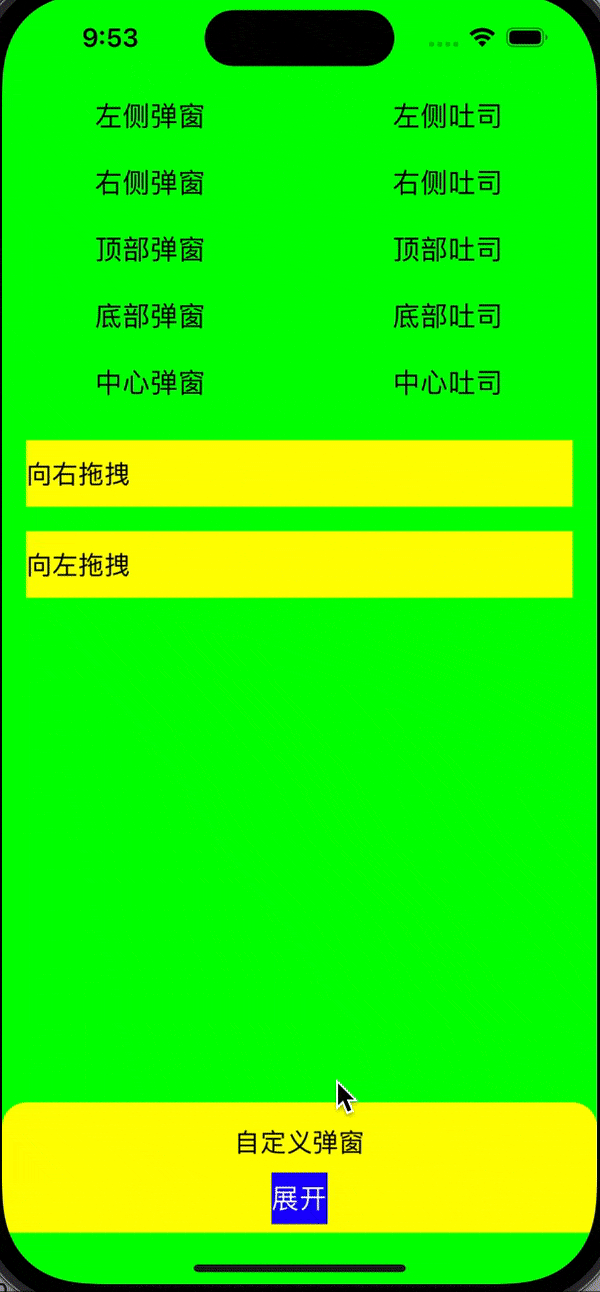 9:53
左侧弹窗 左侧吐司
右侧弹窗 右侧吐司
顶部弹窗 顶部吐司
底部弹窗 底部吐司
中心弹窗 中心吐司
向右拖拽
向左拖拽
自定义弹窗
展开